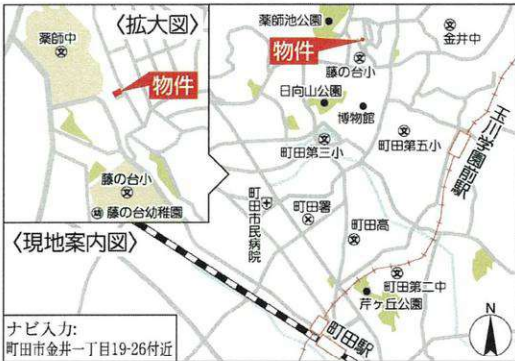 〈拡大図〉
薬師中
物件
藤の台小
藤の台幼稚園
〈現地案内図〉
ナビ入力:
町田市金井一丁目19-26付近
薬師池公園
金井中
物件
藤の台小
日向山公園
博物館
町田第三小
町田第五小
玉川学園前駅
町田市民病院
町田署
町田高
町田第二中
芹ヶ丘公園
町田駅
N